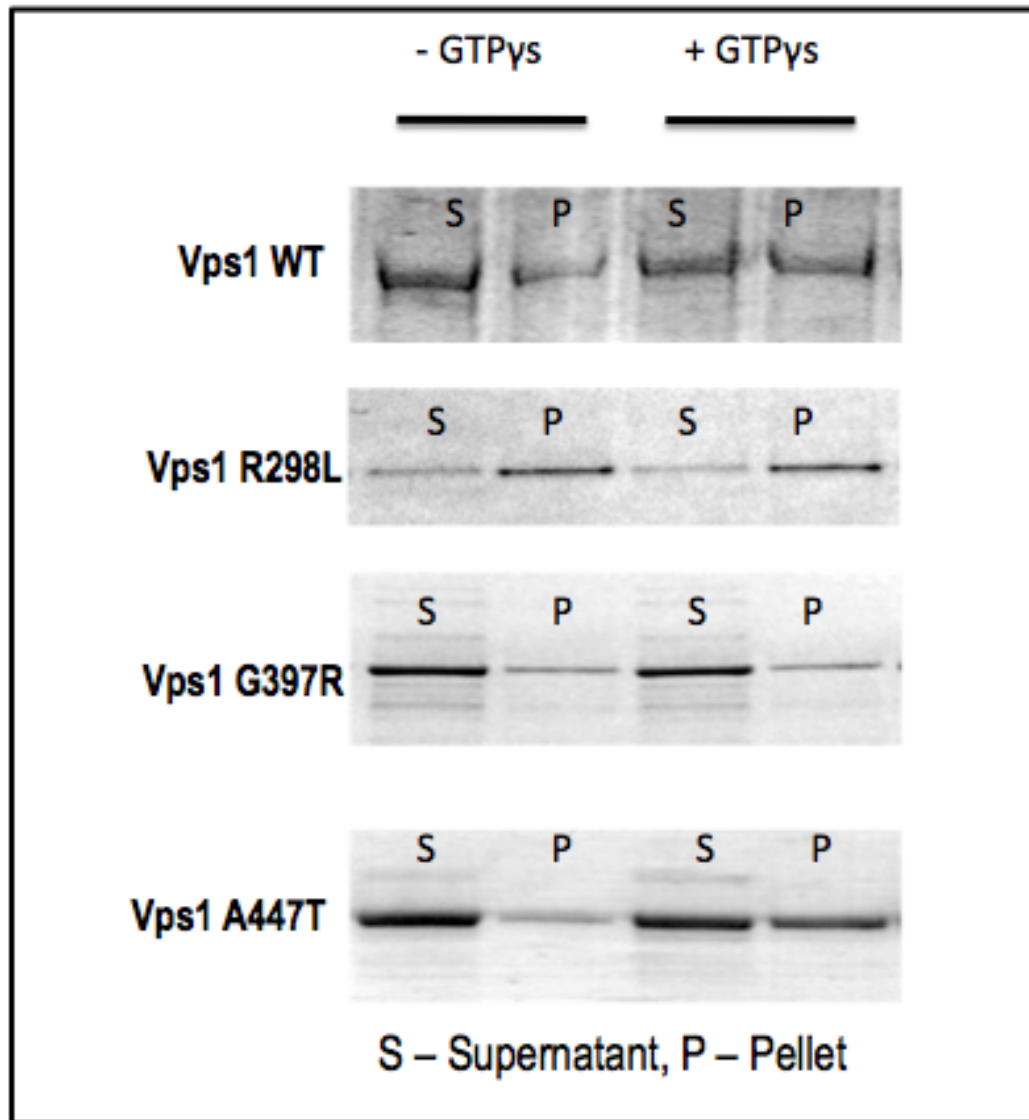 - GTPγs + GTPγs
Vps1 WT S P S P
Vps1 R298L S P S P
Vps1 G397R S P S P
Vps1 A447T S P S P
S – Supernatant, P – Pellet